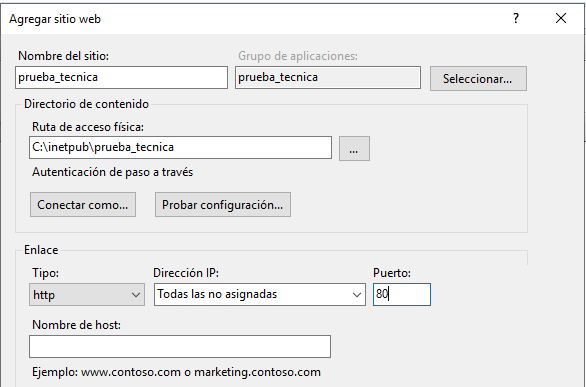 Agregar sitio web ? ×
Nombre del sitio: Grupo de aplicaciones:
prueba_tecnica prueba_tecnica Seleccionar...
Directorio de contenido
Ruta de acceso física:
C:\inetpub\prueba_tecnica ...
Autenticación de paso a través
Conectar como... Probar configuración...
Enlace
Tipo: Dirección IP: Puerto:
http Todas las no asignadas 80
Nombre de host:
Ejemplo: www.contoso.com o marketing.contoso.com